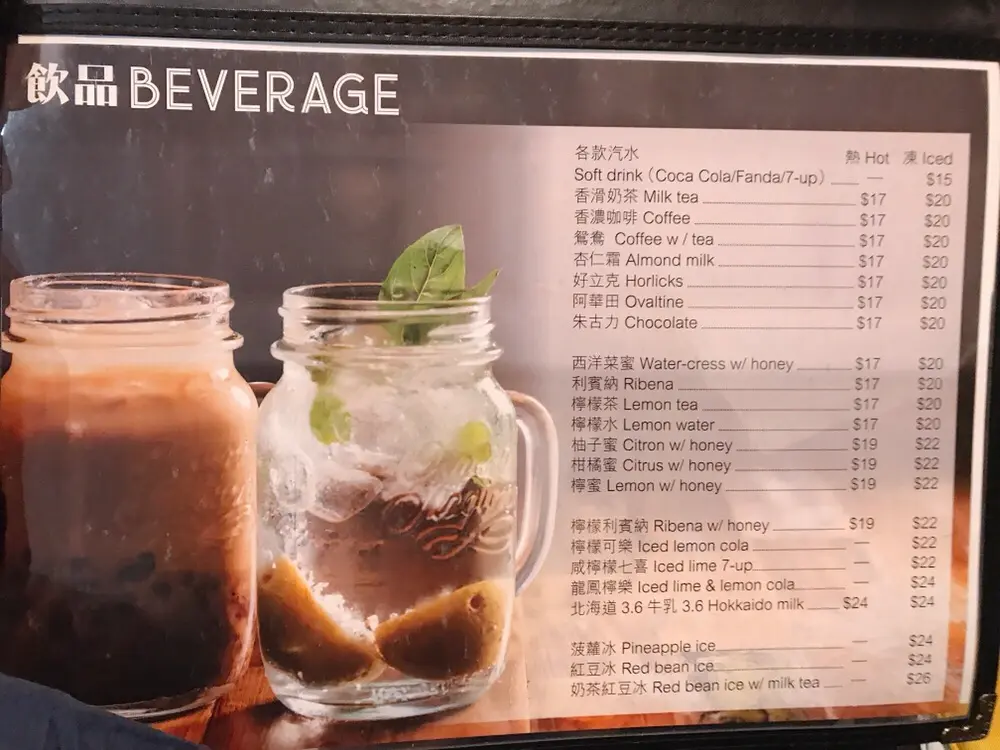 飲品 BEVERAGE
熱 Hot 凍 Iced
各款汽水
Soft drink (Coca Cola/Fanda/7-up) — $15
香滑奶茶 Milk tea $17 $20
香濃咖啡 Coffee $17 $20
鴛鴦 Coffee w / tea $17 $20
杏仁霜 Almond milk $17 $20
好立克 Horlicks $17 $20
阿華田 Ovaltine $17 $20
朱古力 Chocolate $17 $20
西洋菜蜜 Water-cress w/ honey $17 $20
利賓納 Ribena $17 $20
檸檬茶 Lemon tea $17 $20
檸檬水 Lemon water $17 $20
柚子蜜 Citron w/ honey $19 $22
柑橘蜜 Citrus w/ honey $19 $22
檸蜜 Lemon w/ honey $19 $22
檸檬利賓納 Ribena w/ honey $19 $22
檸檬可樂 Iced lemon cola — $22
咸檸檬七喜 Iced lime 7-up — $22
龍鳳檸樂 Iced lime & lemon cola — $24
北海道 3.6 牛乳 3.6 Hokkaido milk $24 $24
菠蘿冰 Pineapple ice — $24
紅豆冰 Red bean ice — $24
奶茶紅豆冰 Red bean ice w/ milk tea — $26